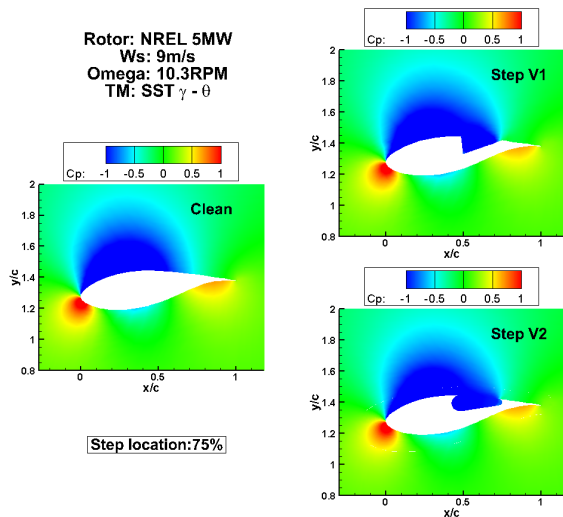 Rotor: NREL 5MW
Ws: 9m/s
Omega: 10.3RPM
TM: SST γ - θ
Cp: -1 -0.5 0 0.5 1
Clean
2
1.8
1.6
1.4
1.2
1
0.8
y/c
0 0.5 1
x/c
Step location:75%
Cp: -1 -0.5 0 0.5 1
Step V1
2
1.8
1.6
1.4
1.2
1
0.8
y/c
0 0.5 1
x/c
Cp: -1 -0.5 0 0.5 1
Step V2
2
1.8
1.6
1.4
1.2
1
0.8
y/c
0 0.5 1
x/c